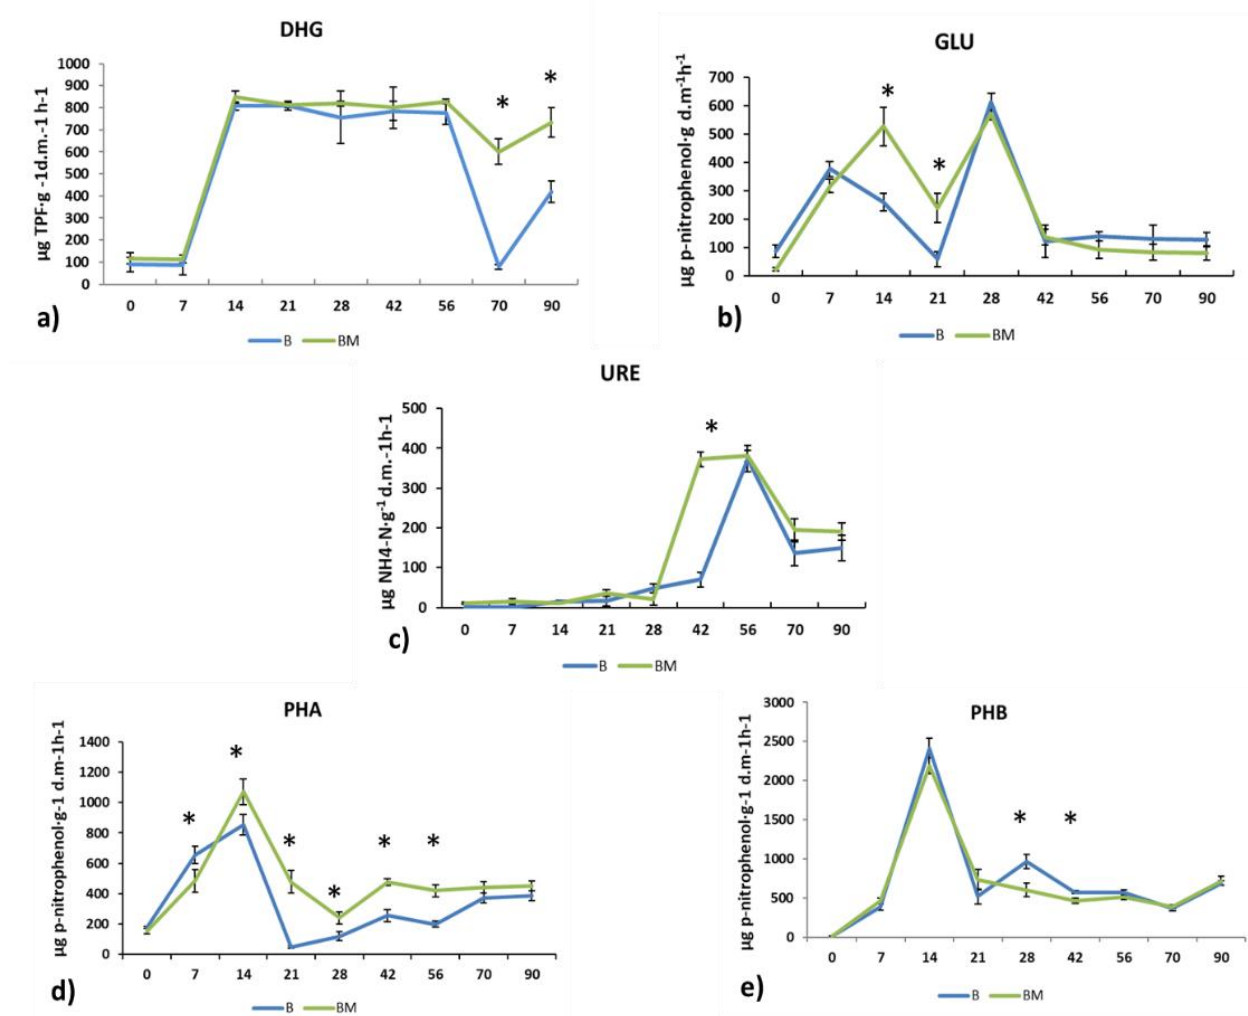 DHG
µg TPF·g -1d.m.-1 h-1
1000
900
800
700
600
500
400
300
200
100
0
* *
0 7 14 21 28 42 56 70 90
a)
B BM
GLU
µg p-nitrophenol·g d.m-1h-1
700
600
500
400
300
200
100
0
* *
0 7 14 21 28 42 56 70 90
b)
B BM
URE
µg NH4-N·g-1 d.m.-1h-1
500
400
300
200
100
0
*
0 7 14 21 28 42 56 70 90
c)
B BM
PHA
µg p-nitrophenol·g-1 d.m-1h-1
1400
1200
1000
800
600
400
200
0
* * * * * *
0 7 14 21 28 42 56 70 90
d)
B BM
PHB
µg p-nitrophenol·g-1 d.m-1h-1
3000
2500
2000
1500
1000
500
0
* *
0 7 14 21 28 42 56 70 90
e)
B BM